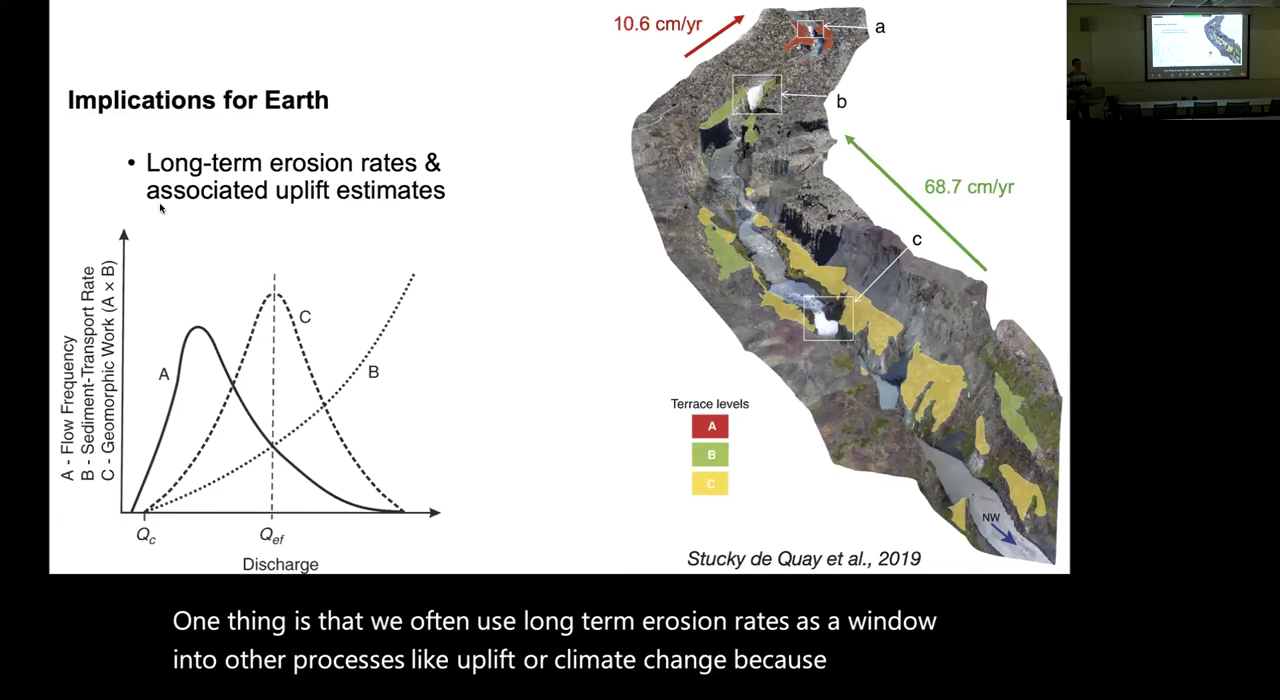 Implications for Earth
• Long-term erosion rates &
associated uplift estimates
A - Flow Frequency
B - Sediment-Transport Rate
C - Geomorphic Work (A × B)
A
C
B
Qc
Qef
Discharge
10.6 cm/yr
a
b
68.7 cm/yr
c
Terrace levels
A
B
C
NW
Stucky de Quay et al., 2019
One thing is that we often use long term erosion rates as a window
into other processes like uplift or climate change because